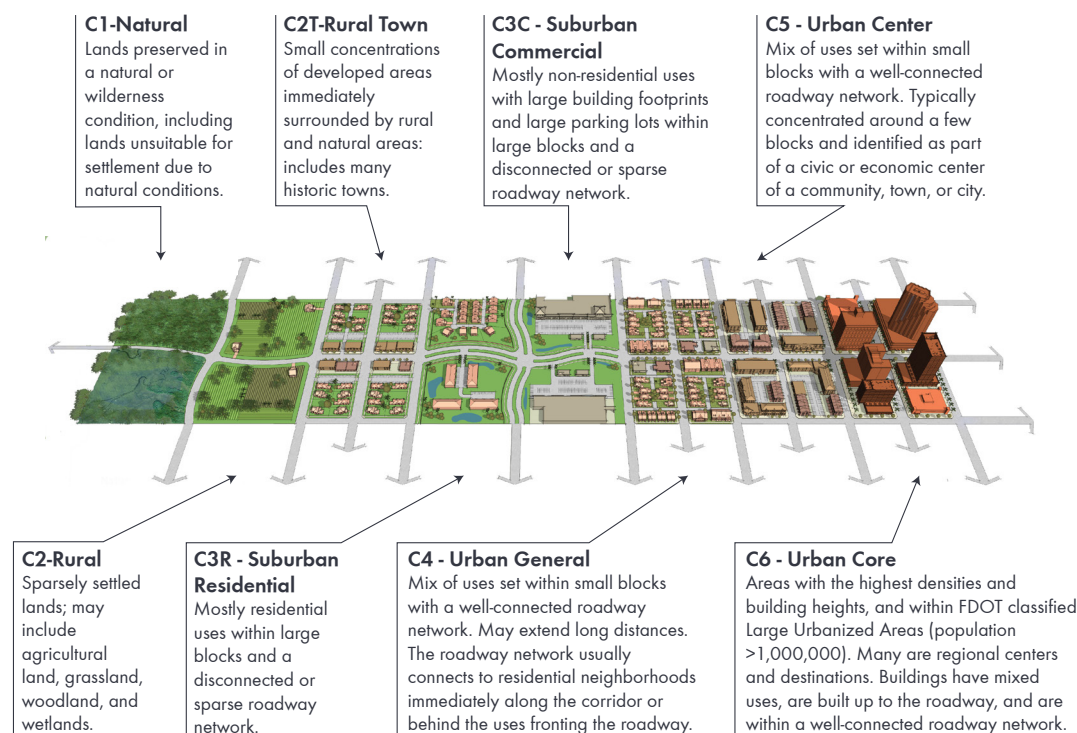 C1-Natural
Lands preserved in
a natural or
wilderness
condition, including
lands unsuitable for
settlement due to
natural conditions.
C2T-Rural Town
Small concentrations
of developed areas
immediately
surrounded by rural
and natural areas:
includes many
historic towns.
C3C - Suburban
Commercial
Mostly non-residential uses
with large building footprints
and large parking lots within
large blocks and a
disconnected or sparse
roadway network.
C5 - Urban Center
Mix of uses set within small
blocks with a well-connected
roadway network. Typically
concentrated around a few
blocks and identified as part
of a civic or economic center
of a community, town, or city.
C2-Rural
Sparsely settled
lands; may
include
agricultural
land, grassland,
woodland, and
wetlands.
C3R - Suburban
Residential
Mostly residential
uses within large
blocks and a
disconnected or
sparse roadway
network.
C4 - Urban General
Mix of uses set within small blocks
with a well-connected roadway
network. May extend long distances.
The roadway network usually
connects to residential neighborhoods
immediately along the corridor or
behind the uses fronting the roadway.
C6 - Urban Core
Areas with the highest densities and
building heights, and within FDOT classified
Large Urbanized Areas (population
>1,000,000). Many are regional centers
and destinations. Buildings have mixed
uses, are built up to the roadway, and are
within a well-connected roadway network.